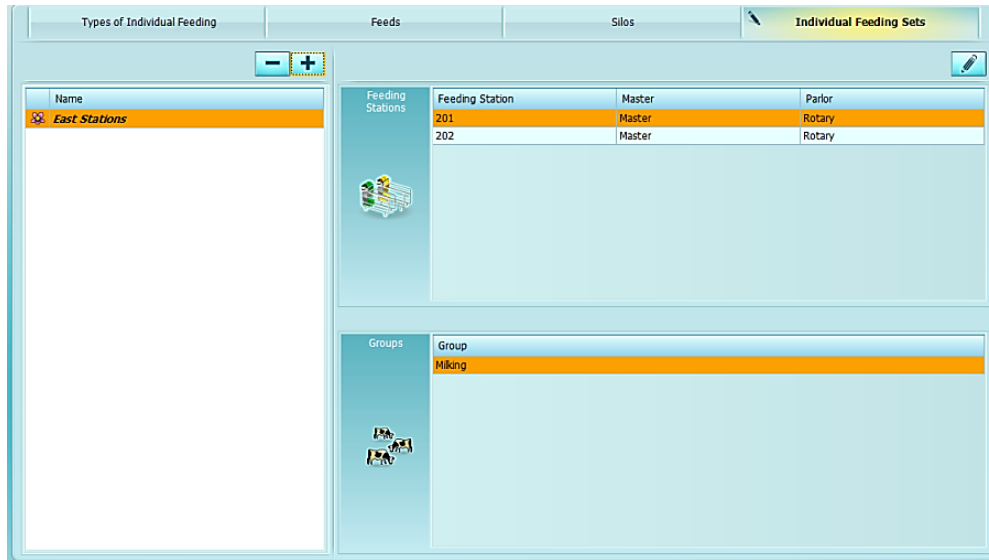 Types of Individual Feeding Feeds Silos Individual Feeding Sets
Name
East Stations
Feeding
Stations
Feeding Station Master Parlor
201 Master Rotary
202 Master Rotary
Groups
Group
Milking